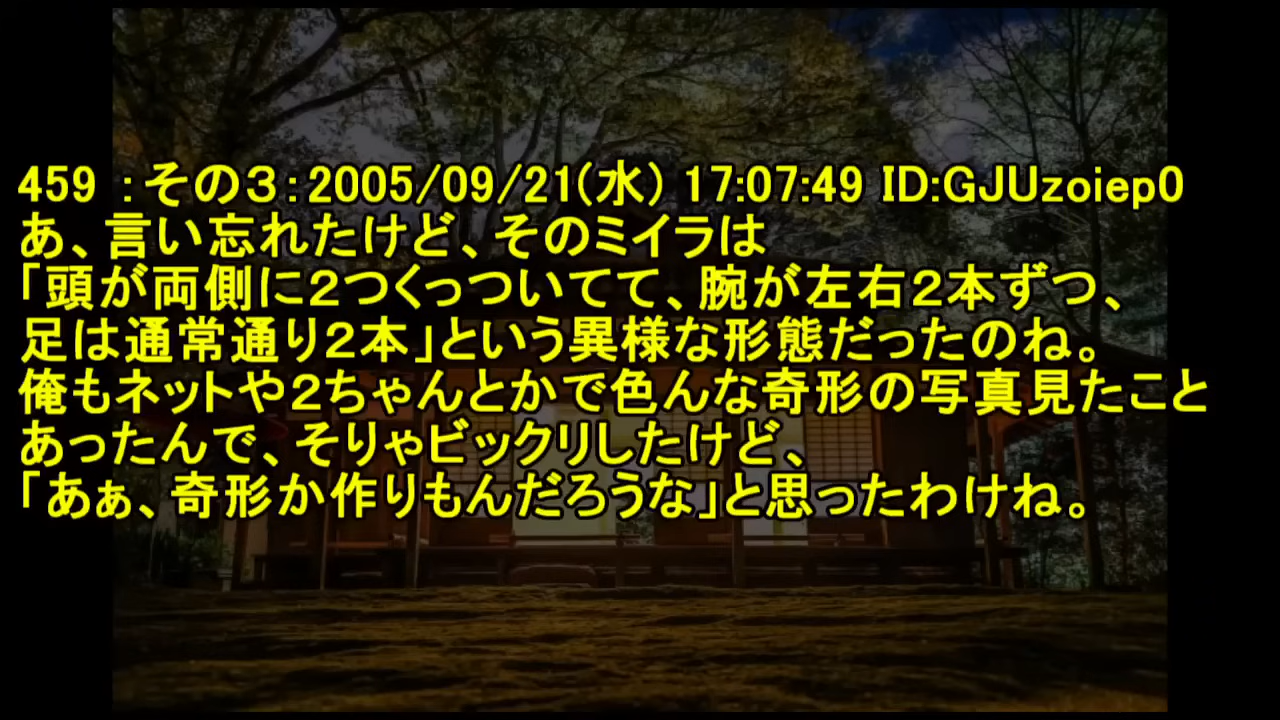 459 ：その３：2005/09/21(水) 17:07:49 ID:GJUzoiep0
あ、言い忘れたけど、そのミイラは
「頭が両側に２つくっついてて、腕が左右２本ずつ、
足は通常通り２本」という異様な形態だったのね。
俺もネットや２ちゃんとかで色んな奇形の写真見たこと
あったんで、そりゃビックリしたけど、
「あぁ、奇形か作りもんだろうな」と思ったわけね。